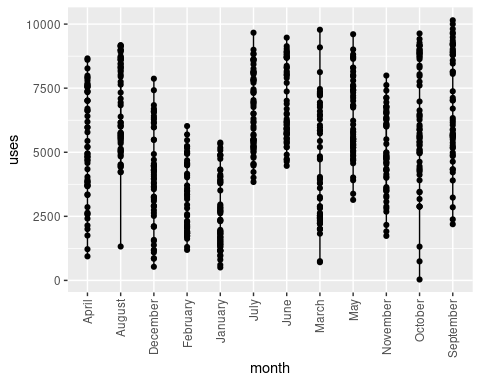 10000
7500
5000
2500
0
uses
April
August
December
February
January
July
June
March
May
November
October
September
month